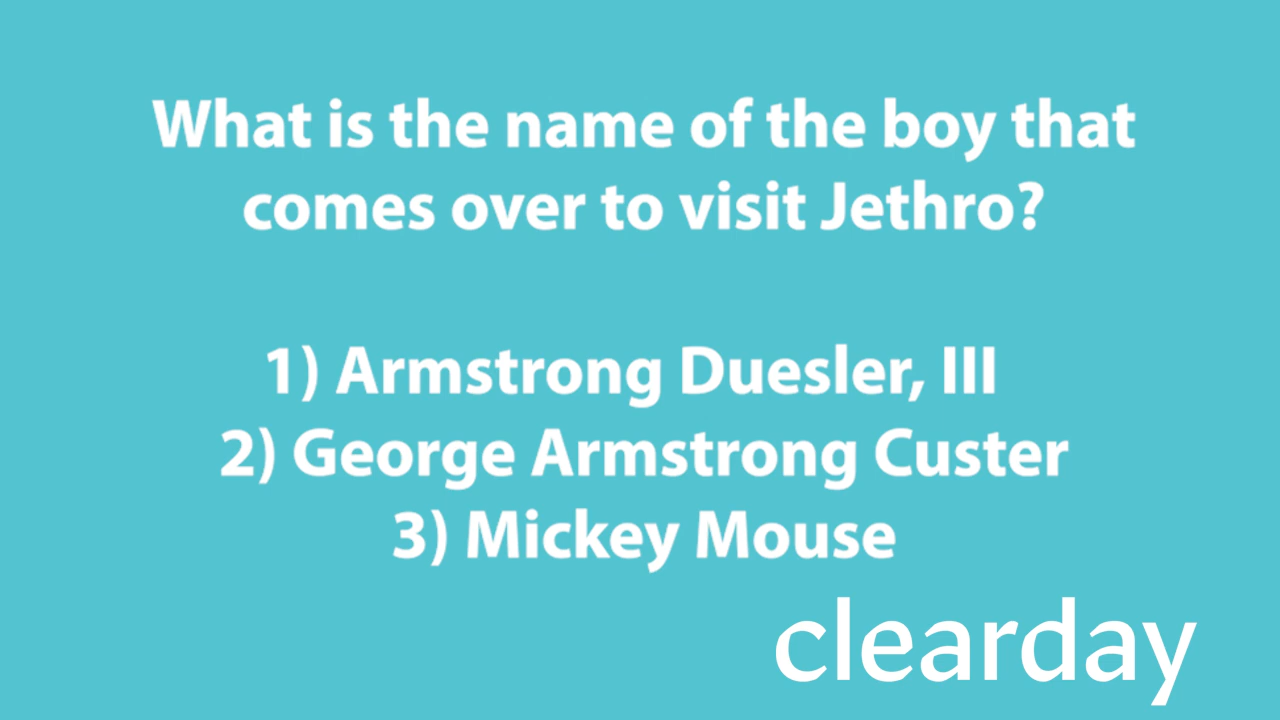 What is the name of the boy that
comes over to visit Jethro?
1) Armstrong Duesler, III
2) George Armstrong Custer
3) Mickey Mouse
clearday